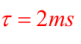 τ = 2ms